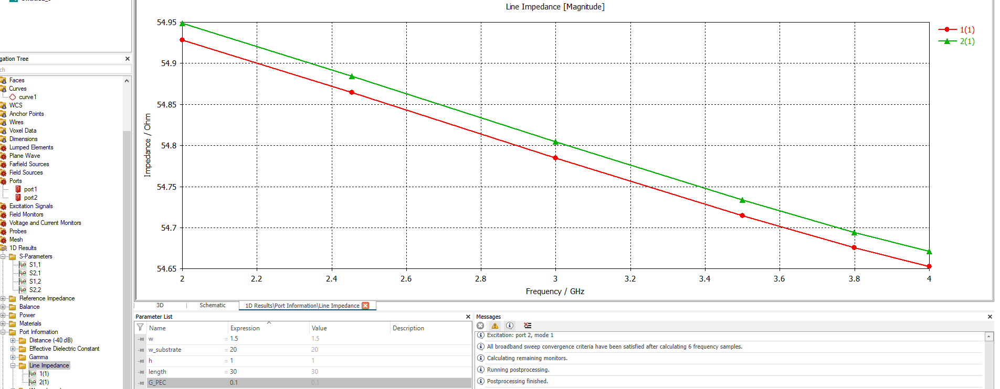 Line Impedance [Magnitude]
54.95
54.9
54.85
54.8
54.75
54.7
54.65
Impedance / Ohm
2
2.2
2.4
2.6
2.8
3
3.2
3.4
3.6
3.8
4
Frequency / GHz
1(1)
2(1)
gation Tree
ch
Faces
Curves
curve1
WCS
Anchor Points
Wires
Voxel Data
Dimensions
Lumped Elements
Plane Wave
Farfield Sources
Field Sources
Ports
port1
port2
Excitation Signals
Field Monitors
Voltage and Current Monitors
Probes
Mesh
1D Results
S-Parameters
S1,1
S2,1
S1,2
S2,2
Reference Impedance
Balance
Power
Materials
Port Information
Distance (-40 dB)
Effective Dielectric Constant
Gamma
Line Impedance
1(1)
2(1)
3D
Schematic
1D Results\Port Information\Line Impedance
Parameter List
Name Expression Value Description
w = 1.5 1.5
w_substrate = 20 20
h = 1 1
length = 30 30
G_PEC 0.1 0.1
Messages
Excitation: port 2, mode 1
All broadband sweep convergence criteria have been satisfied after calculating 6 frequency samples.
Calculating remaining monitors.
Running postprocessing.
Postprocessing finished.